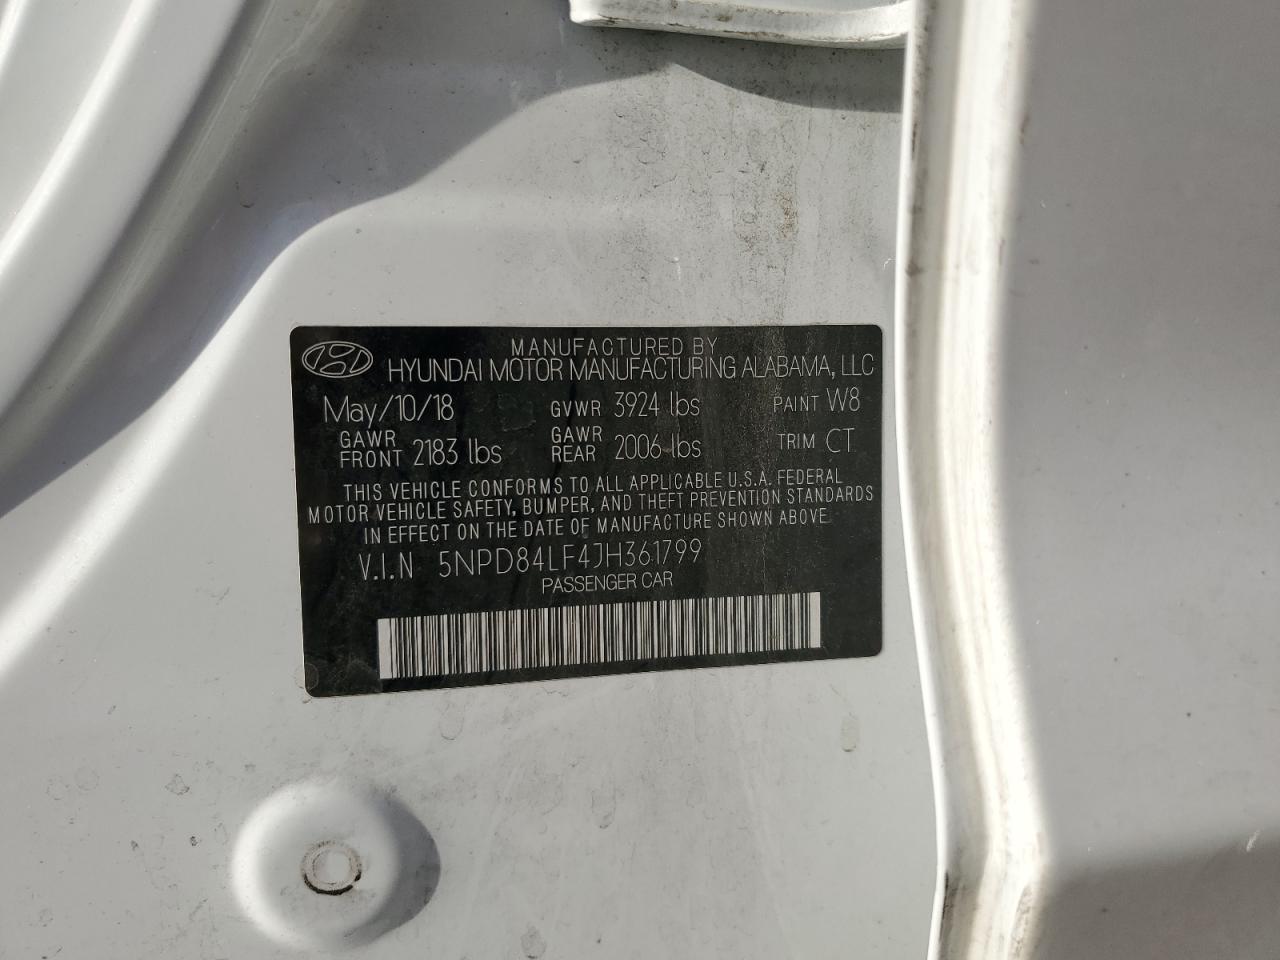 MANUFACTURED BY
HYUNDAI MOTOR MANUFACTURING ALABAMA, LLC
May/10/18 GVWR 3924 lbs PAINT W8
GAWR FRONT 2183 lbs GAWR REAR 2006 lbs TRIM CT
THIS VEHICLE CONFORMS TO ALL APPLICABLE U.S.A. FEDERAL
MOTOR VEHICLE SAFETY, BUMPER, AND THEFT PREVENTION STANDARDS
IN EFFECT ON THE DATE OF MANUFACTURE SHOWN ABOVE
V.I.N 5NPD84LF4JH361799
PASSENGER CAR